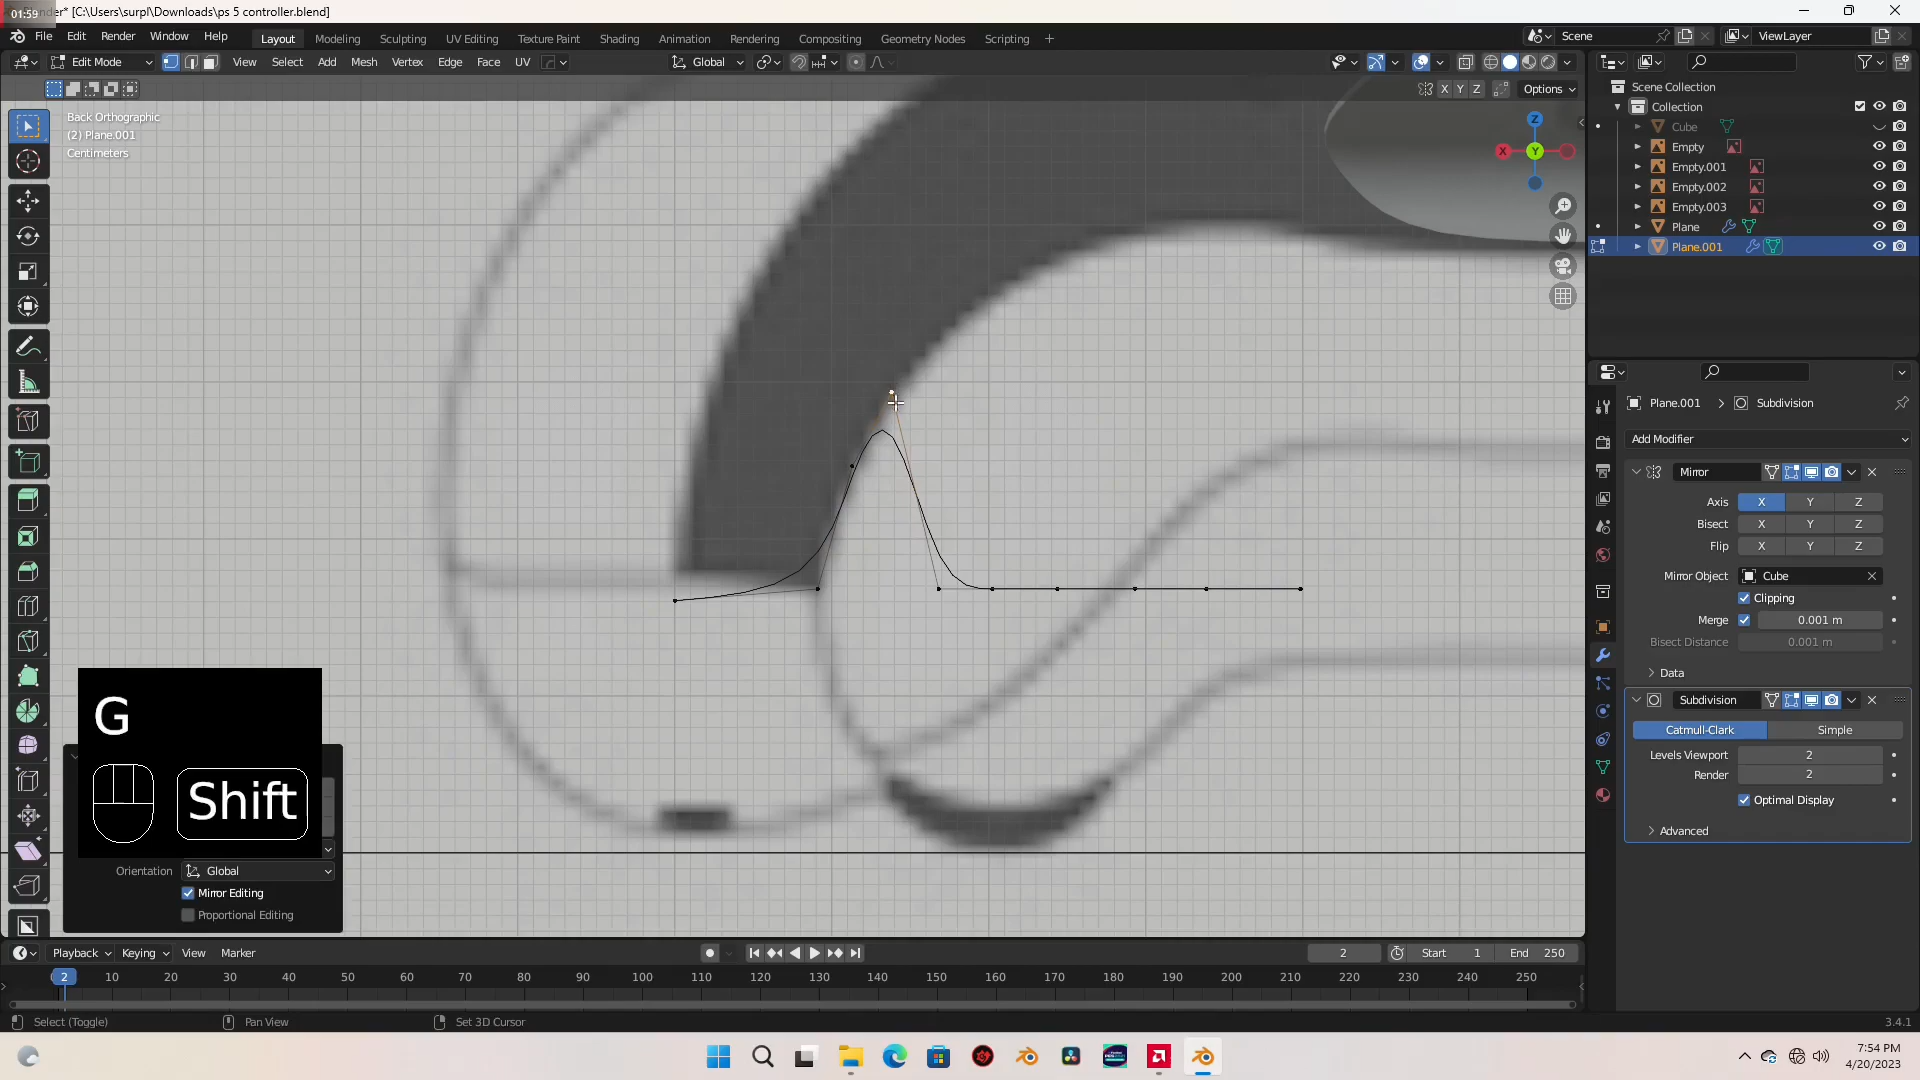 01:59
ender* [C:\Users\surpl\Downloads\ps 5 controller.blend]
File Edit Render Window Help
Layout Modeling Sculpting UV Editing Texture Paint Shading Animation Rendering Compositing Geometry Nodes Scripting +
Scene
ViewLayer
Edit Mode
View Select Add Mesh Vertex Edge Face UV
Global
X Y Z
Options
Back Orthographic
(2) Plane.001
Centimeters
Z
X
Y
Scene Collection
Collection
Cube
Empty
Empty.001
Empty.002
Empty.003
Plane
Plane.001
Plane.001 > Subdivision
Add Modifier
Mirror
Axis X Y Z
Bisect X Y Z
Flip X Y Z
Mirror Object Cube
Clipping
Merge 0.001 m
Bisect Distance 0.001 m
Data
Subdivision
Catmull-Clark Simple
Levels Viewport 2
Render 2
Optimal Display
Advanced
G
Shift
Orientation Global
Mirror Editing
Proportional Editing
Playback Keying View Marker
2
Start 1
End 250
2 10 20 30 40 50 60 70 80 90 100 110 120 130 140 150 160 170 180 190 200 210 220 230 240 250
Select (Toggle)
Pan View
Set 3D Cursor
3.4.1
7:54 PM
4/20/2023